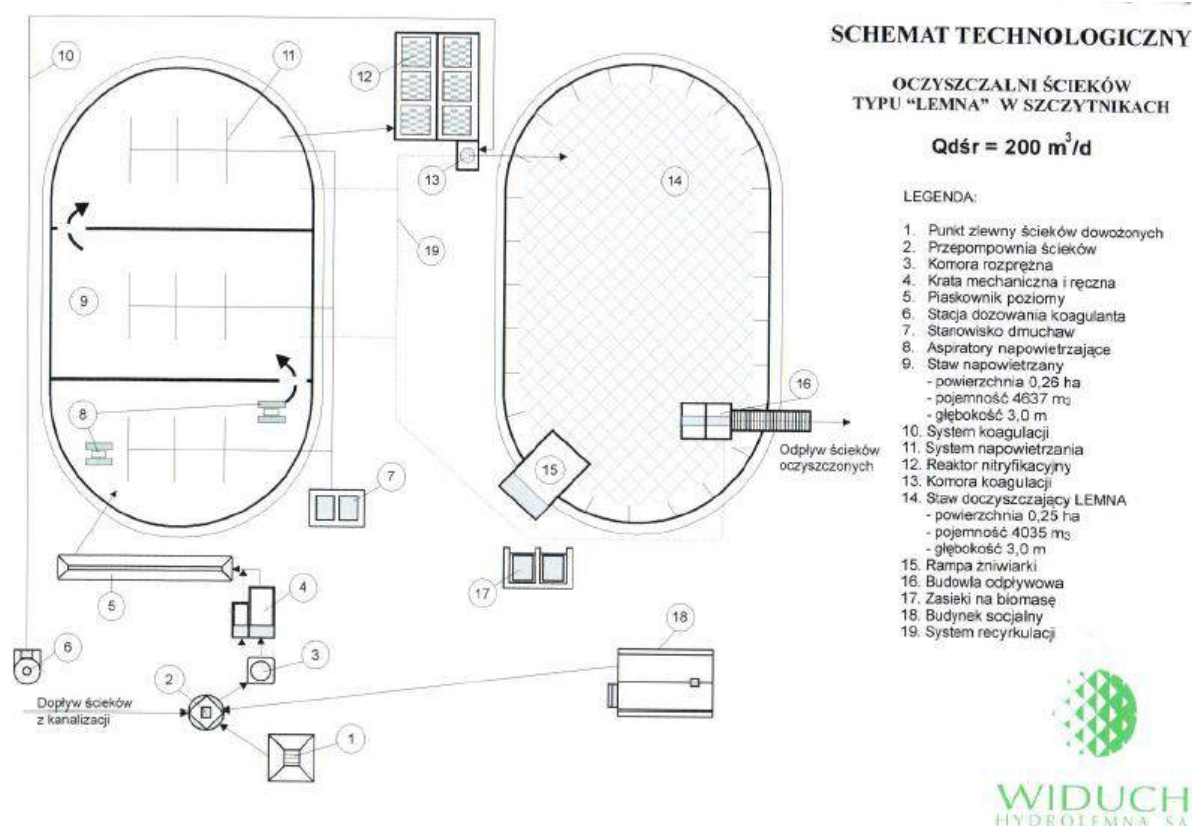 SCHEMAT TECHNOLOGICZNY
OCZYSZCZALNI ŚCIEKÓW
TYPU "LEMNA" W SZCZYTNIKACH
Qdśr = 200 m³/d
LEGENDA:
1. Punkt zlewny ścieków dowożonych
2. Przepompownia ścieków
3. Komora rozprężna
4. Krata mechaniczna i ręczna
5. Piaskownik poziomy
6. Stacja dozowania koagulanta
7. Stanowisko dmuchaw
8. Aspiratory napowietrzające
9. Staw napowietrzany
- powierzchnia 0,26 ha
- pojemność 4637 m3
- głębokość 3,0 m
10. System koagulacji
11. System napowietrzania
12. Reaktor nitryfikacyjny
13. Komora koagulacji
14. Staw doczyszczający LEMNA
- powierzchnia 0,25 ha
- pojemność 4035 m3
- głębokość 3,0 m
15. Rampa żniwiarki
16. Budowla odpływowa
17. Zasieki na biomasę
18. Budynek socjalny
19. System recyrkulacji
10
11
12
13
14
19
9
8
16
Odpływ ścieków
oczyszczonych
15
7
17
4
5
18
6
3
2
Dopływ ścieków
z kanalizacji
1
WIDUCH
HYDROLEMNA SA